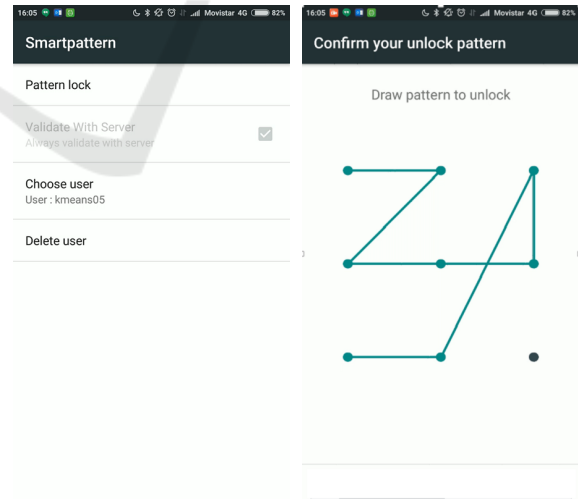 16:05 Movistar 4G 82%
Smartpattern
Pattern lock
Validate With Server
Always validate with server
Choose user
User : kmeans05
Delete user
16:05 Movistar 4G 82%
Confirm your unlock pattern
Draw pattern to unlock